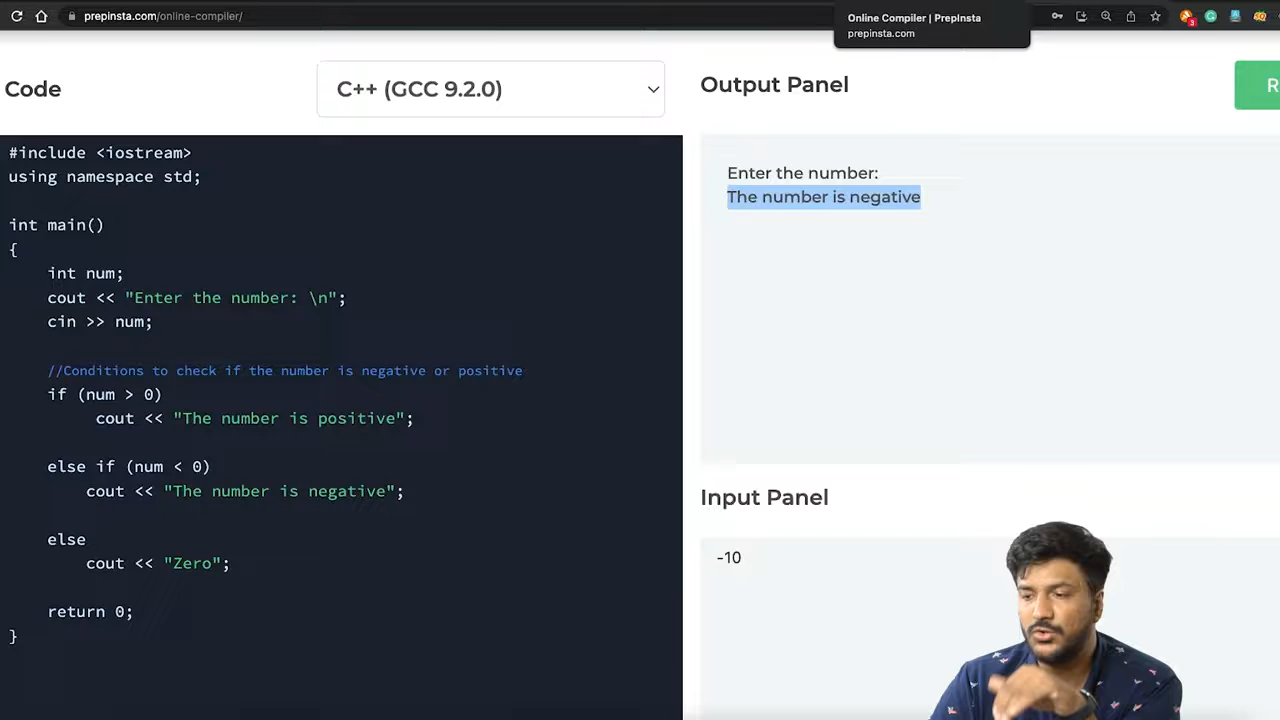 prepinsta.com/online-compiler/
Online Compiler | PrepInsta
prepinsta.com
3
Code
C++ (GCC 9.2.0)
Output Panel
R
#include <iostream>
using namespace std;
int main()
{
int num;
cout << "Enter the number: \n";
cin >> num;
//Conditions to check if the number is negative or positive
if (num > 0)
cout << "The number is positive";
else if (num < 0)
cout << "The number is negative";
else
cout << "Zero";
return 0;
}
Enter the number:
The number is negative
Input Panel
-10